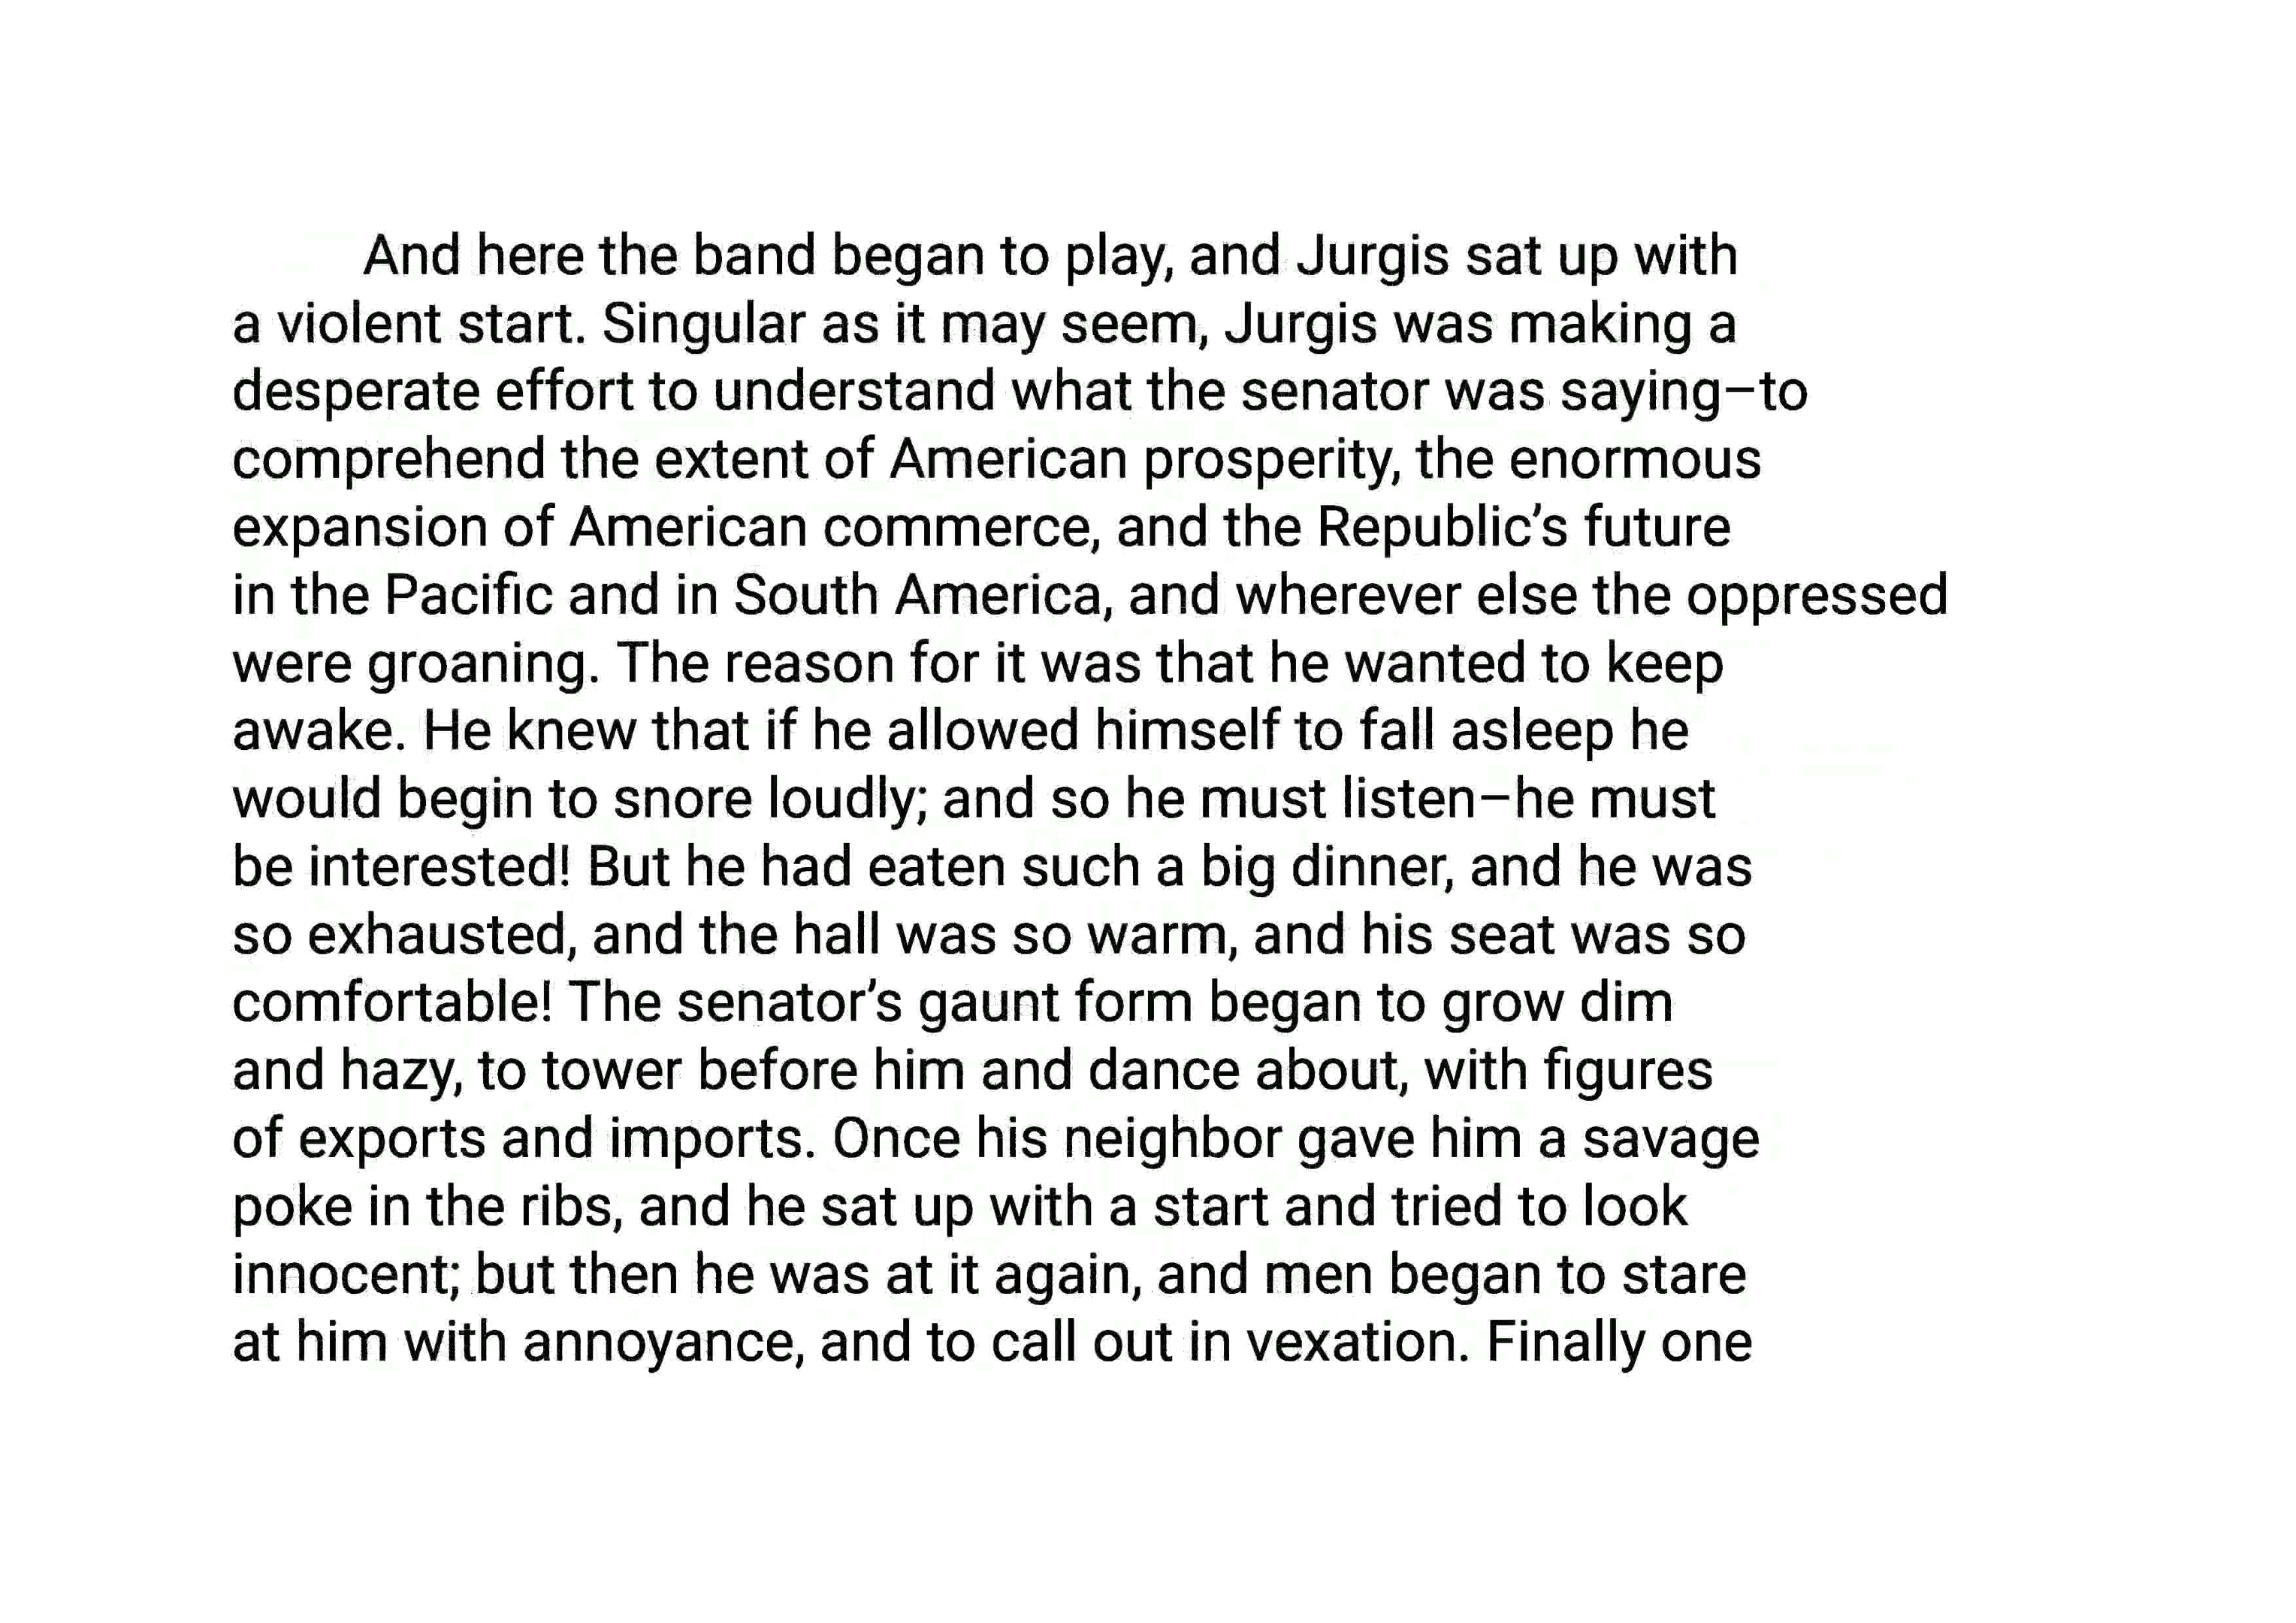 And here the band began to play, and Jurgis sat up with
a violent start. Singular as it may seem, Jurgis was making a
desperate effort to understand what the senator was saying–to
comprehend the extent of American prosperity, the enormous
expansion of American commerce, and the Republic’s future
in the Pacific and in South America, and wherever else the oppressed
were groaning. The reason for it was that he wanted to keep
awake. He knew that if he allowed himself to fall asleep he
would begin to snore loudly; and so he must listen–he must
be interested! But he had eaten such a big dinner, and he was
so exhausted, and the hall was so warm, and his seat was so
comfortable! The senator’s gaunt form began to grow dim
and hazy, to tower before him and dance about, with figures
of exports and imports. Once his neighbor gave him a savage
poke in the ribs, and he sat up with a start and tried to look
innocent; but then he was at it again, and men began to stare
at him with annoyance, and to call out in vexation. Finally one